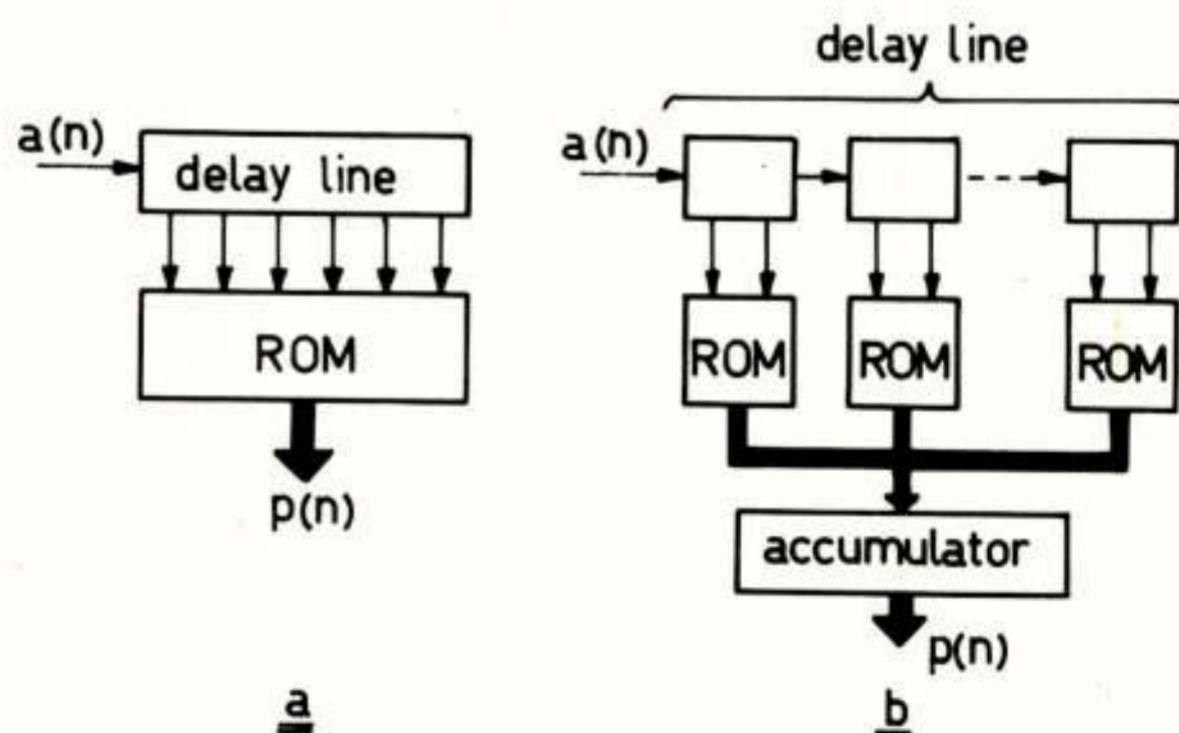 a(n)
delay line
ROM
p(n)
a
delay line
a(n)
ROM ROM ROM
accumulator
p(n)
b